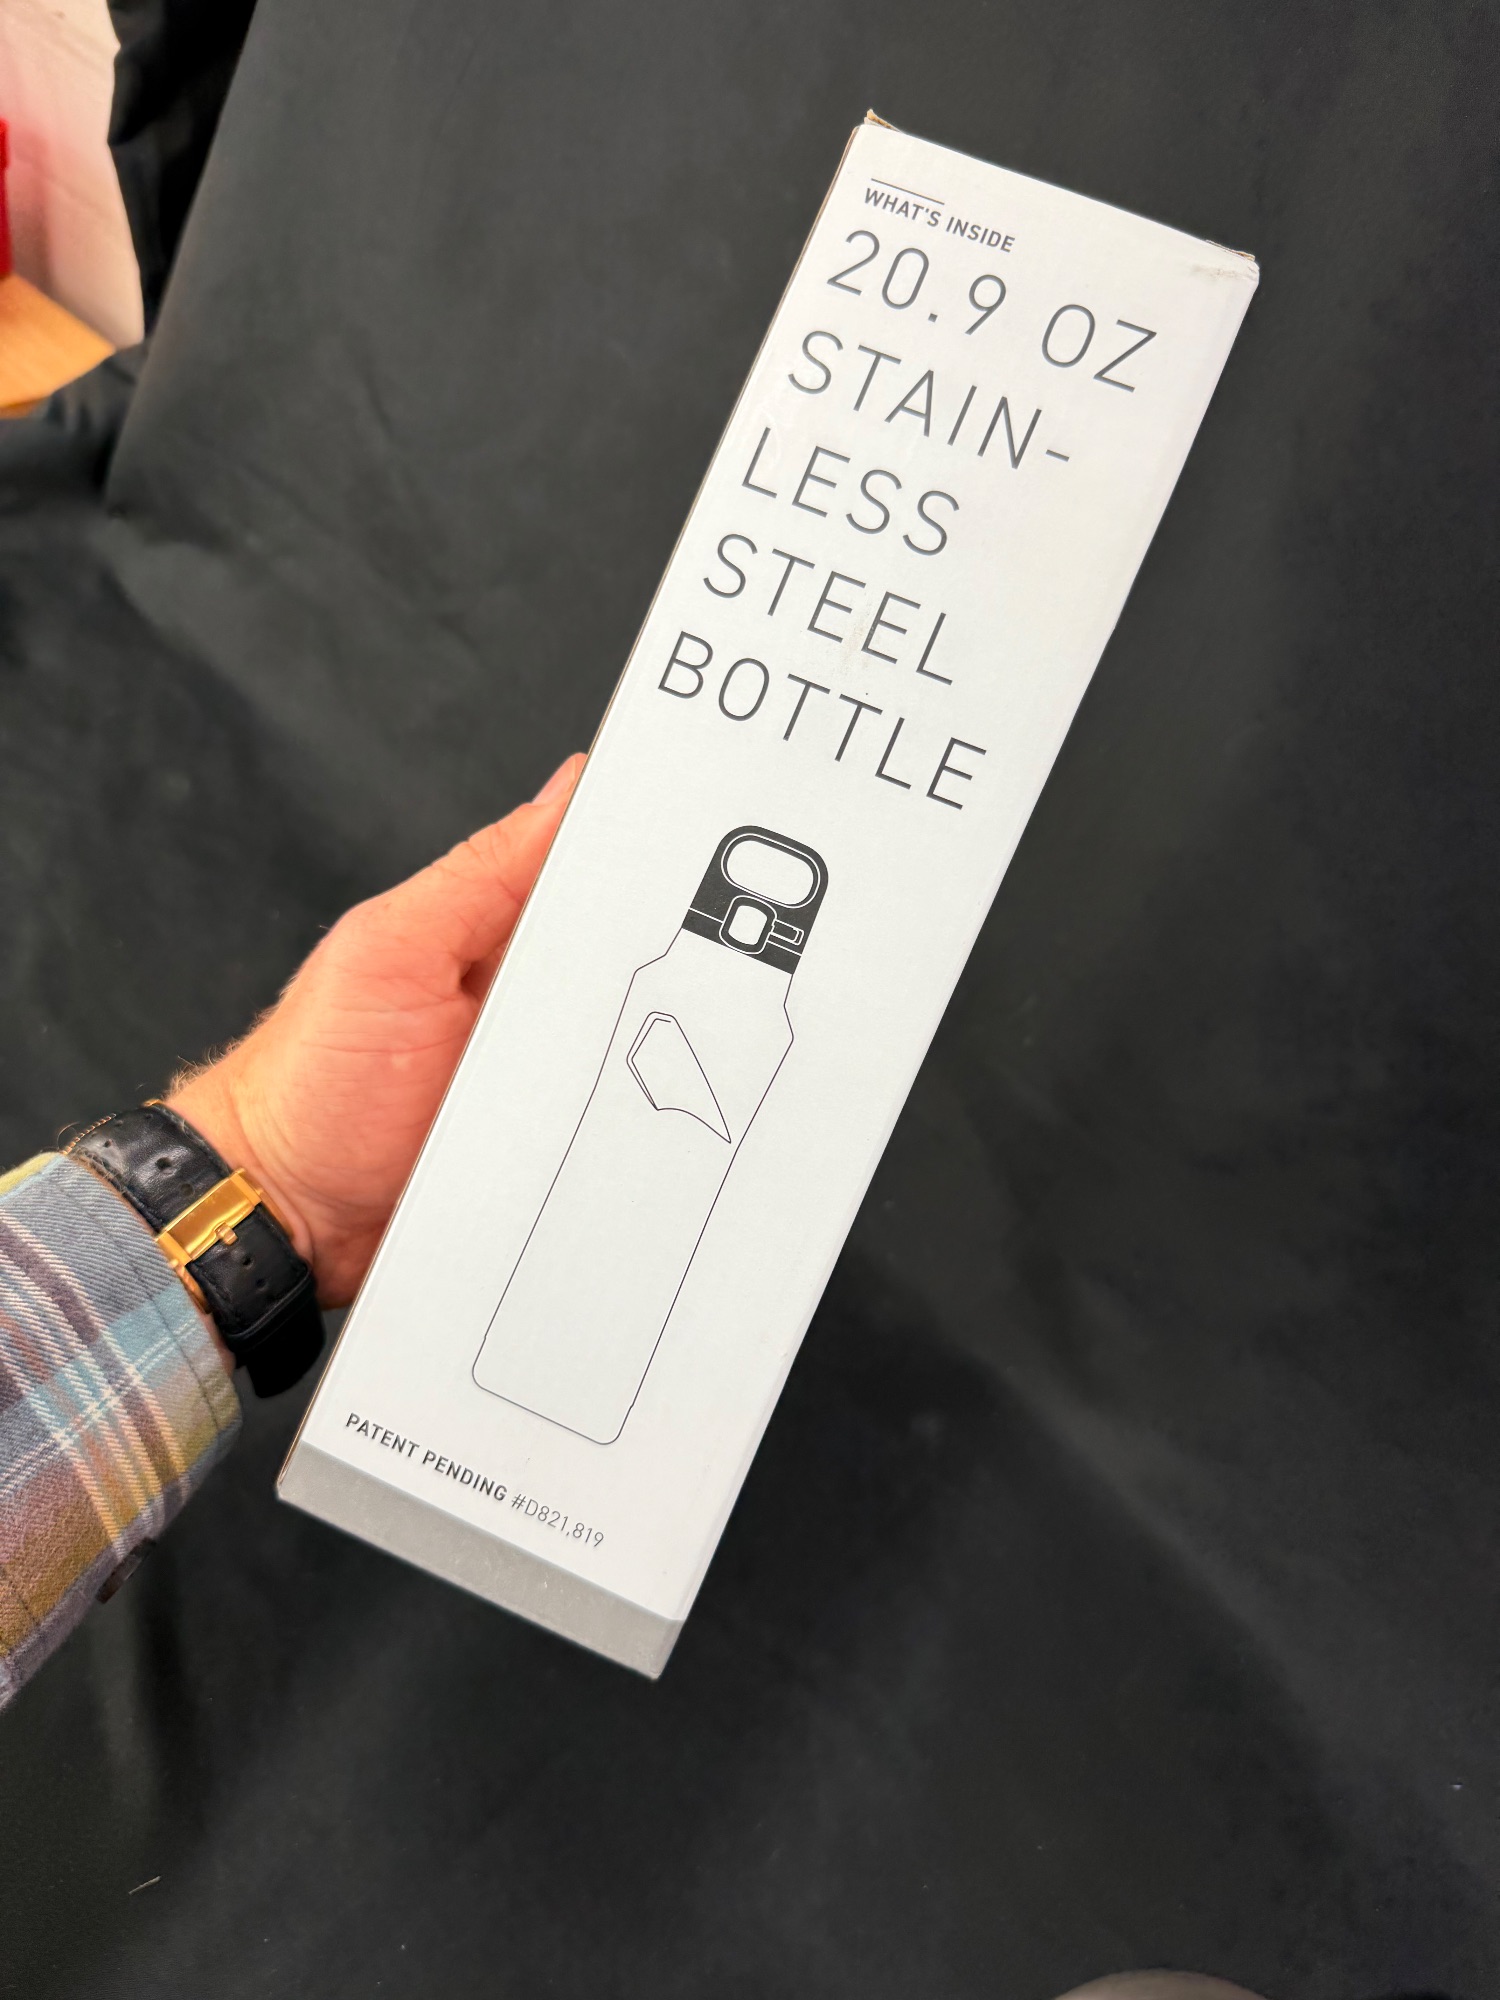 WHAT'S INSIDE
20.9 OZ
STAIN-
LESS
STEEL
BOTTLE
PATENT PENDING #D821,819